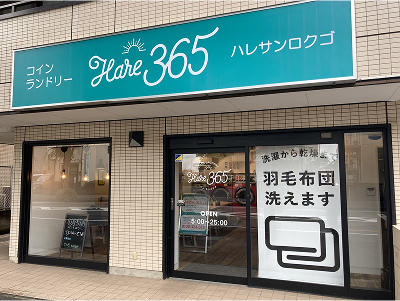 コイン
ランドリー
Hare 365
ハレサンロクゴ
Hare 365
OPEN
5:00~25:00
洗濯から乾燥まで
羽毛布団
洗えます